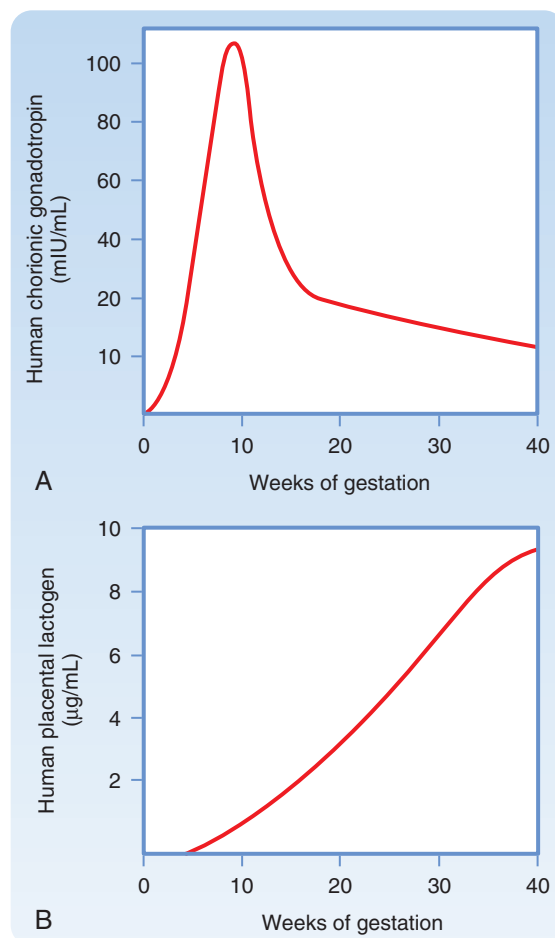 Human chorionic gonadotropin
(mIU/mL)
100
80
60
40
20
10
0 10 20 30 40
A
Weeks of gestation
Human placental lactogen
(μg/mL)
10
8
6
4
2
0 10 20 30 40
B
Weeks of gestation